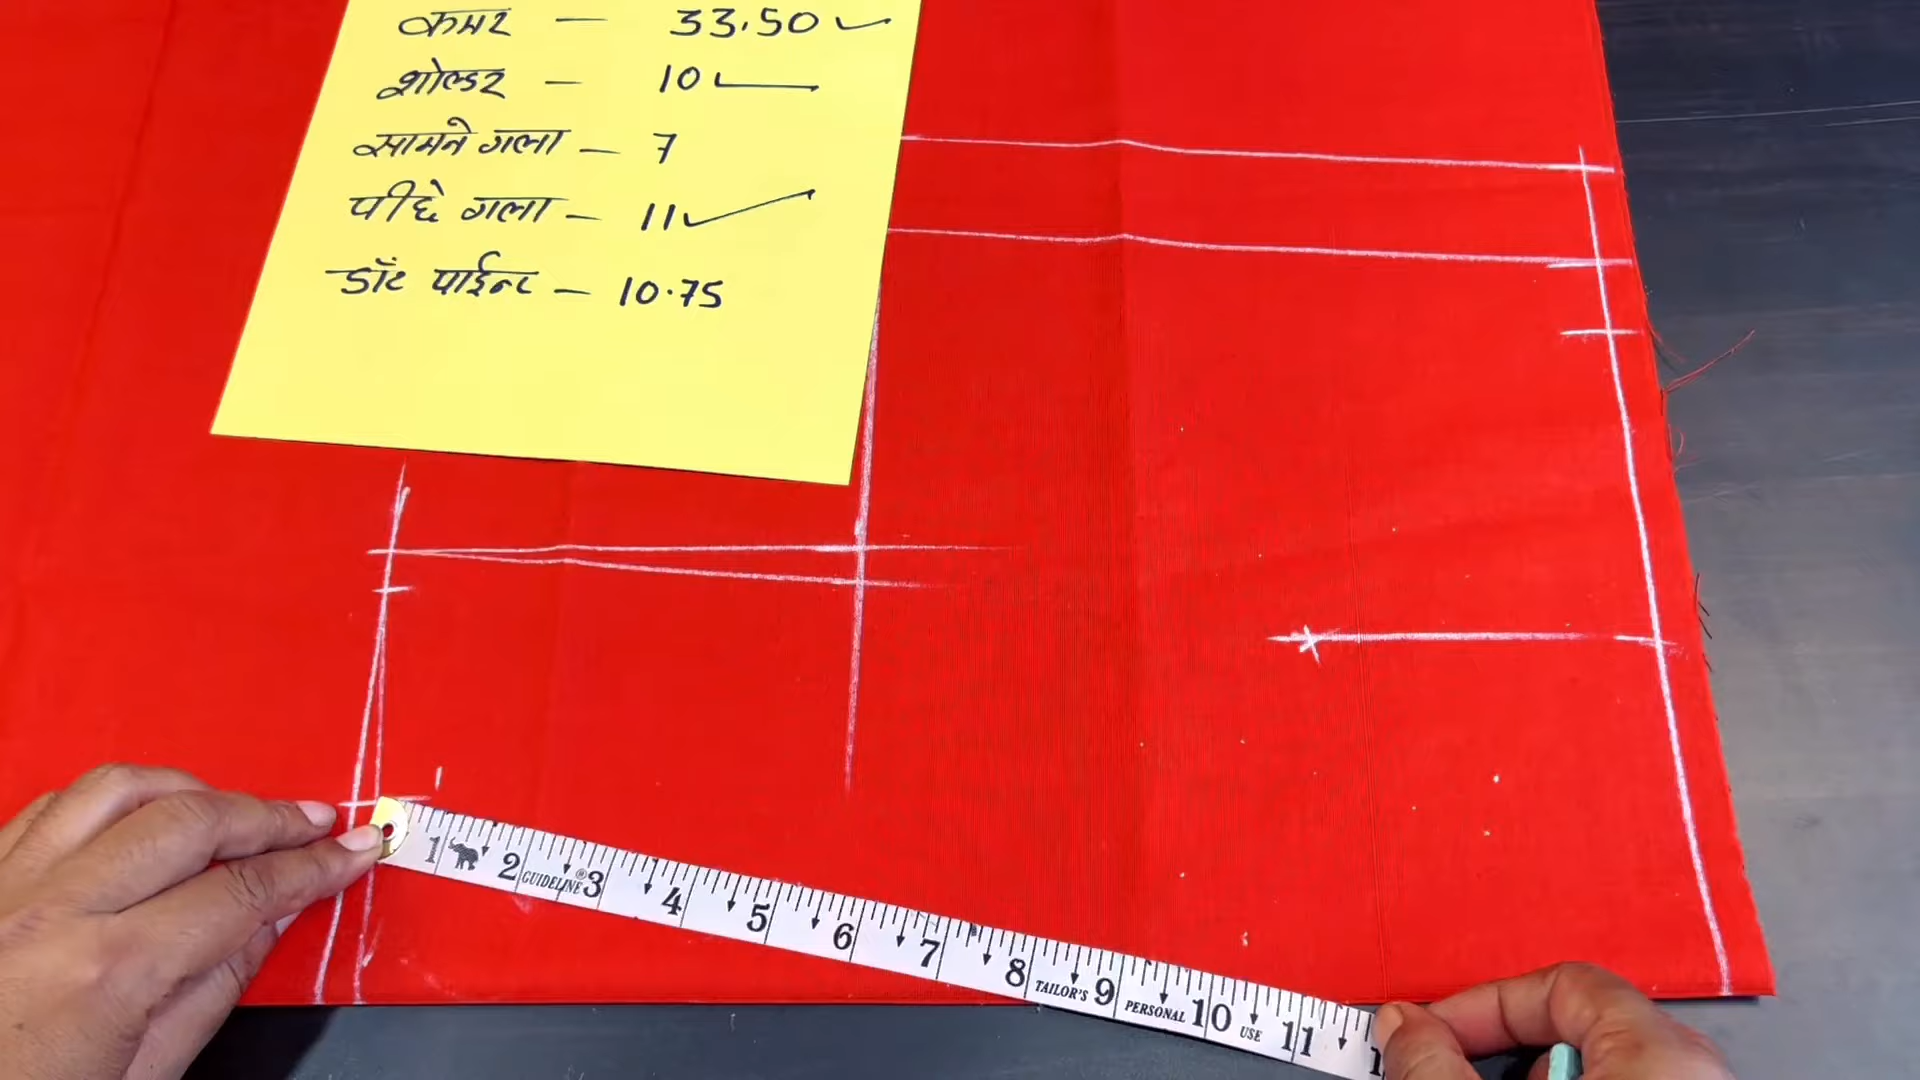 कमर — 33.50
शोल्डर — 10
सामने गला — 7
पीछे गला — 11
डॉट पाईन्ट — 10.75
1 2 GUIDELINE® 3 4 5 6 7 8 TAILOR'S 9 PERSONAL 10 USE 11